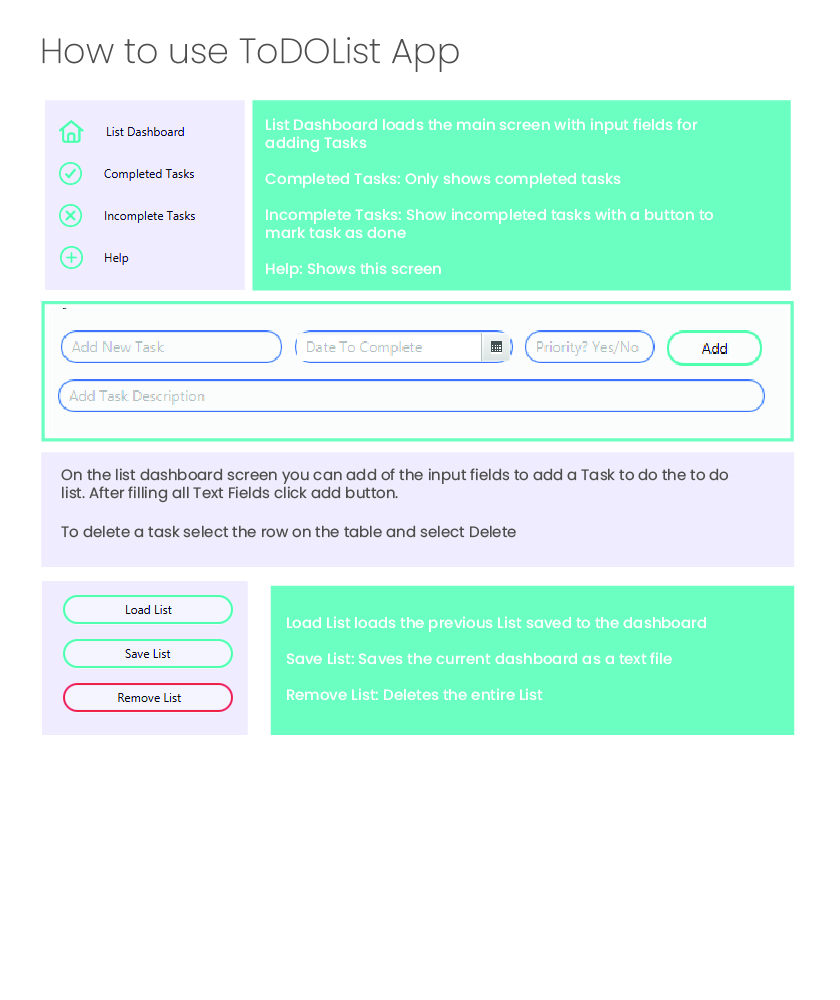 How to use ToDOList App
List Dashboard
Completed Tasks
Incomplete Tasks
Help
List Dashboard loads the main screen with input fields for
adding Tasks
Completed Tasks: Only shows completed tasks
Incomplete Tasks: Show incompleted tasks with a button to
mark task as done
Help: Shows this screen
Add New Task
Date To Complete
Priority? Yes/No
Add
Add Task Description
On the list dashboard screen you can add of the input fields to add a Task to do the to do
list. After filling all Text Fields click add button.
To delete a task select the row on the table and select Delete
Load List
Save List
Remove List
Load List loads the previous List saved to the dashboard
Save List: Saves the current dashboard as a text file
Remove List: Deletes the entire List